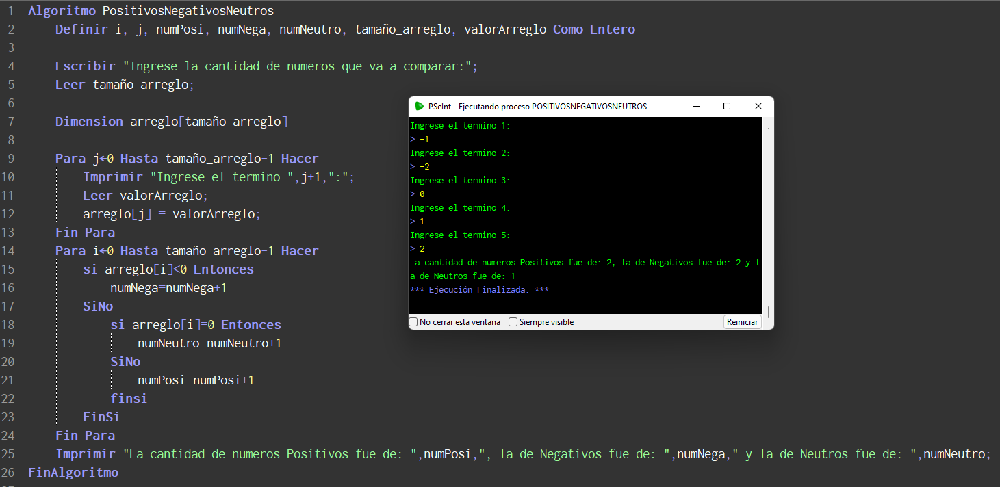 1 Algoritmo PositivosNegativosNeutros
2 Definir i, j, numPosi, numNega, numNeutro, tamaño_arreglo, valorArreglo Como Entero
3
4 Escribir "Ingrese la cantidad de numeros que va a comparar:";
5 Leer tamaño_arreglo;
6
7 Dimension arreglo[tamaño_arreglo]
8
9 Para j←0 Hasta tamaño_arreglo-1 Hacer
10 Imprimir "Ingrese el termino ",j+1,":";
11 Leer valorArreglo;
12 arreglo[j] = valorArreglo;
13 Fin Para
14 Para i←0 Hasta tamaño_arreglo-1 Hacer
15 si arreglo[i]<0 Entonces
16 numNega=numNega+1
17 SiNo
18 si arreglo[i]=0 Entonces
19 numNeutro=numNeutro+1
20 SiNo
21 numPosi=numPosi+1
22 finsi
23 FinSi
24 Fin Para
25 Imprimir "La cantidad de numeros Positivos fue de: ",numPosi,", la de Negativos fue de: ",numNega," y la de Neutros fue de: ",numNeutro;
26 FinAlgoritmo
PSeInt - Ejecutando proceso POSITIVOSNEGATIVOSNEUTROS
Ingrese el termino 1:
> -1
Ingrese el termino 2:
> -2
Ingrese el termino 3:
> 0
Ingrese el termino 4:
> 1
Ingrese el termino 5:
> 2
La cantidad de numeros Positivos fue de: 2, la de Negativos fue de: 2 y l
a de Neutros fue de: 1
*** Ejecución Finalizada. ***
No cerrar esta ventana Siempre visible Reiniciar